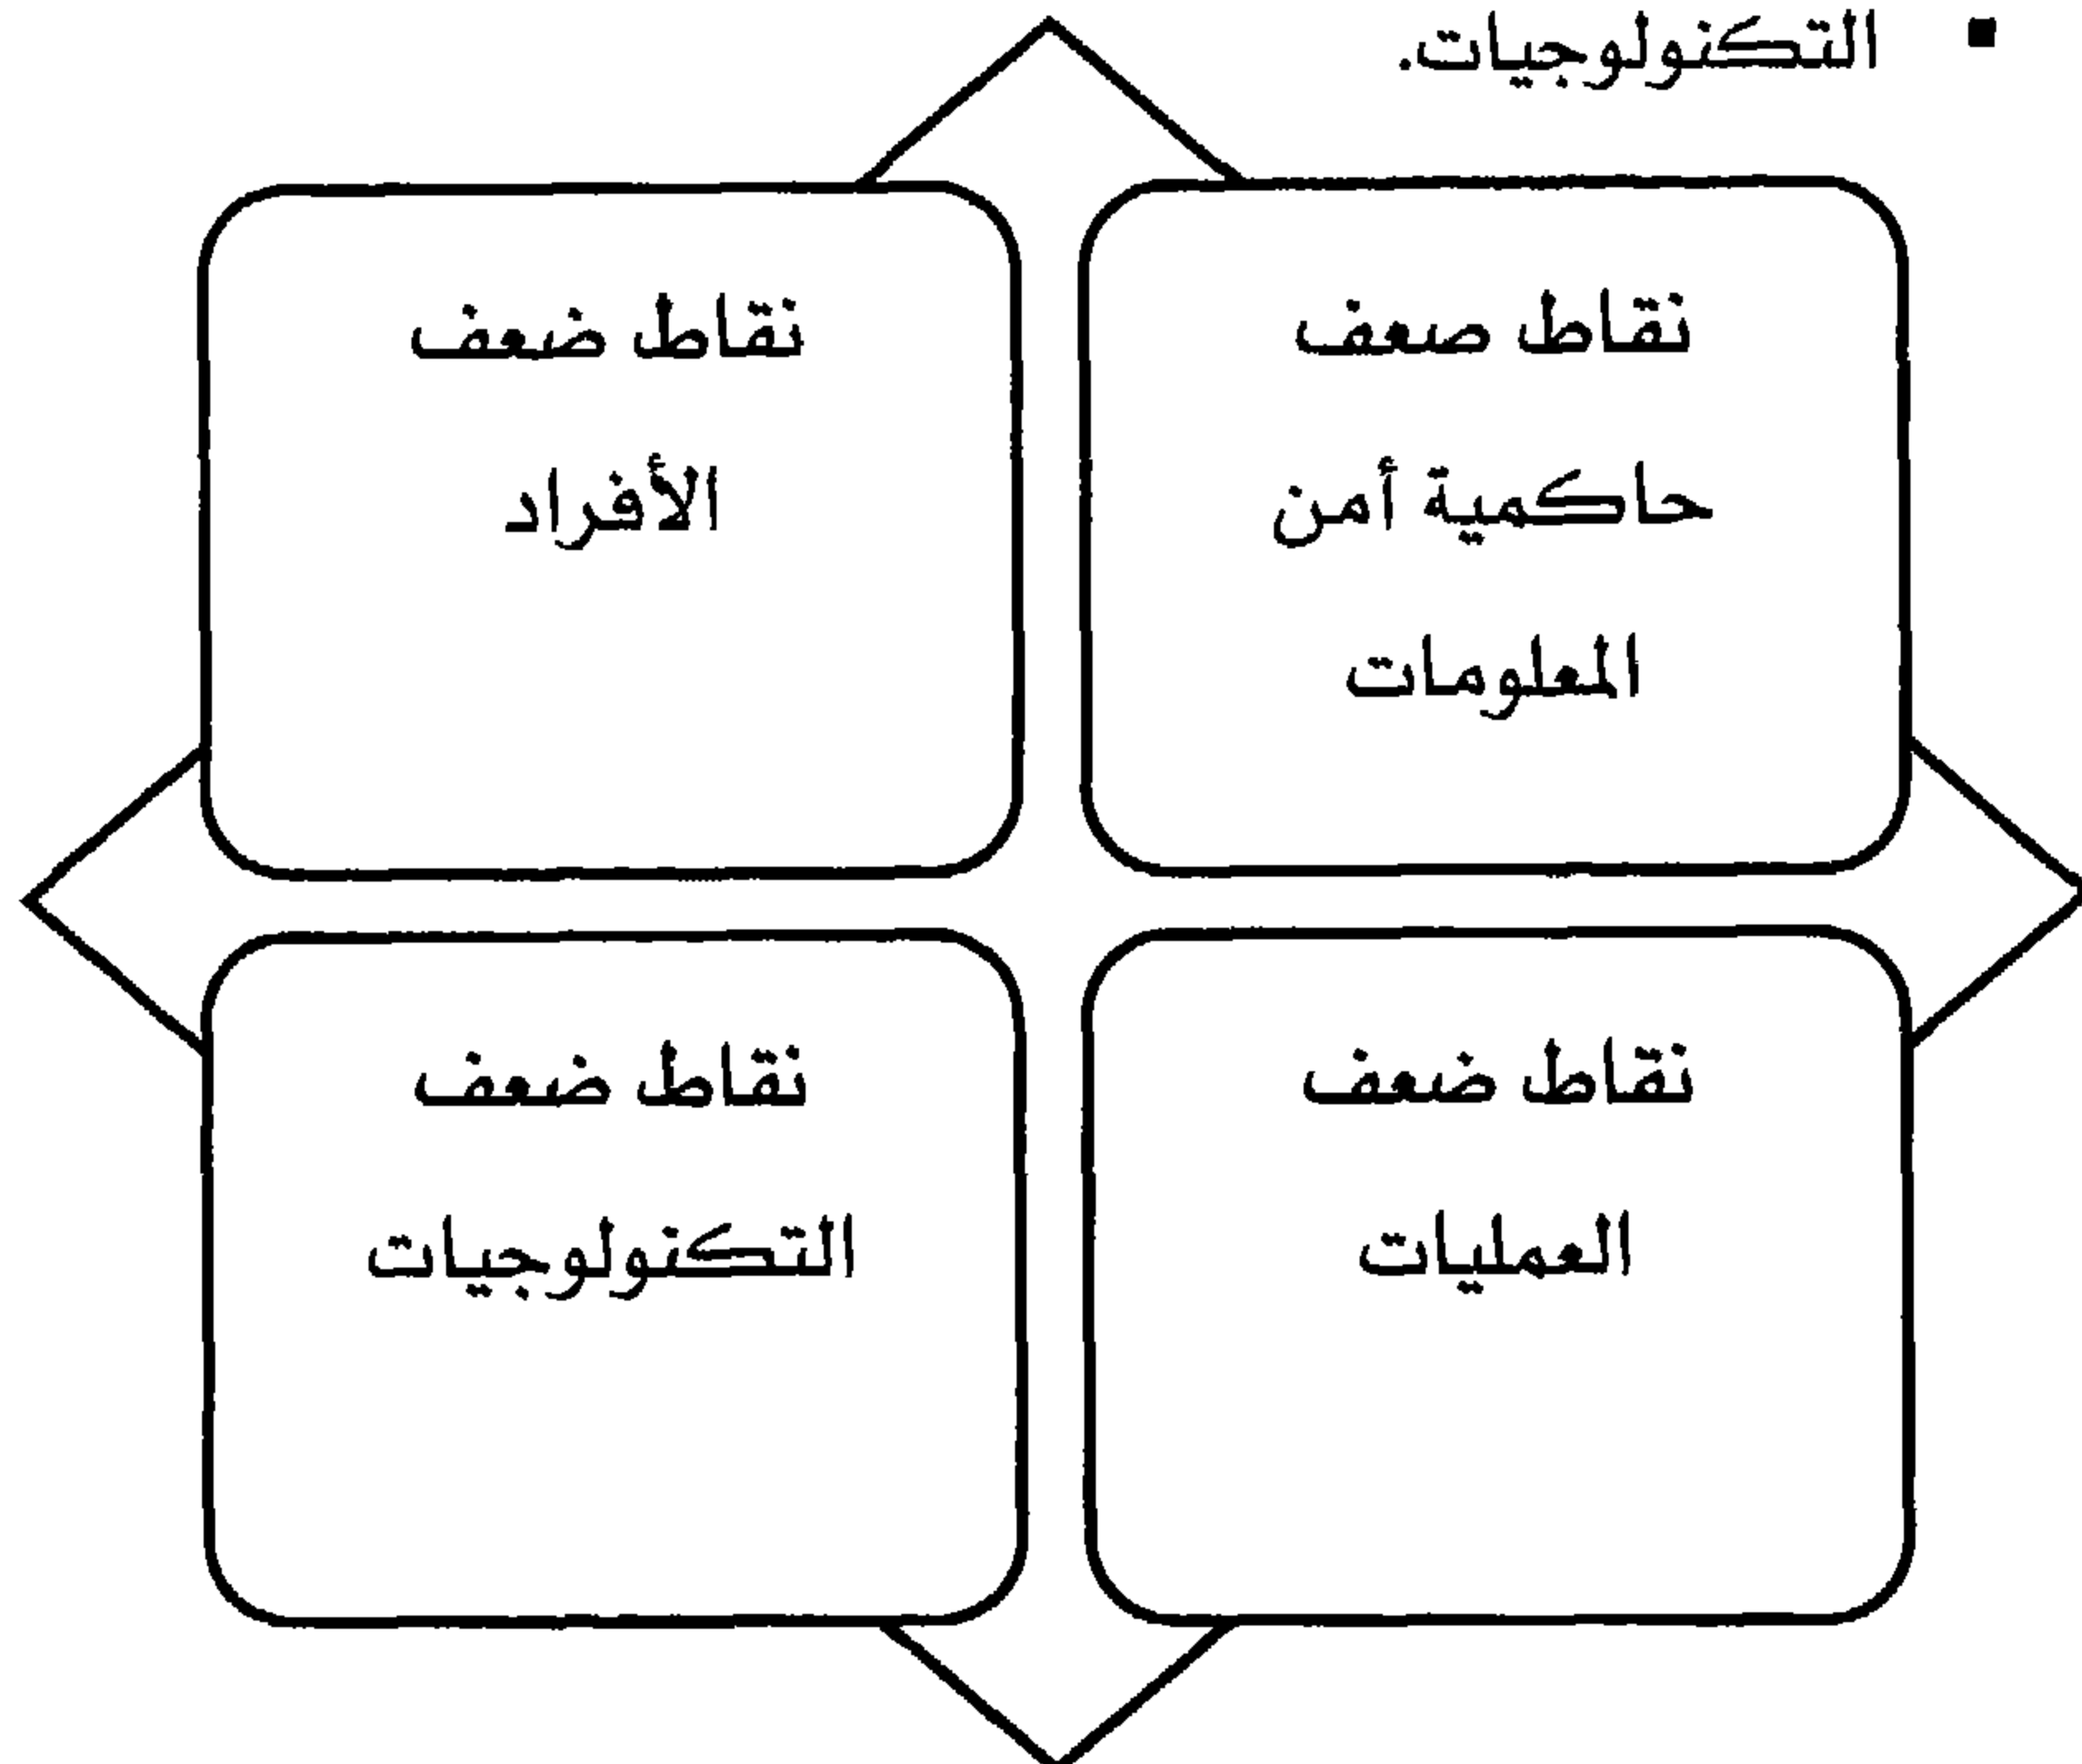 ▪ التكنولوجيات.
نقاط صعف
حاكمية أمن
المعلومات
نقاط ضعف
الأفراد
نقاط ضعف
العمليات
نقاط ضعف
التكنولوجيات